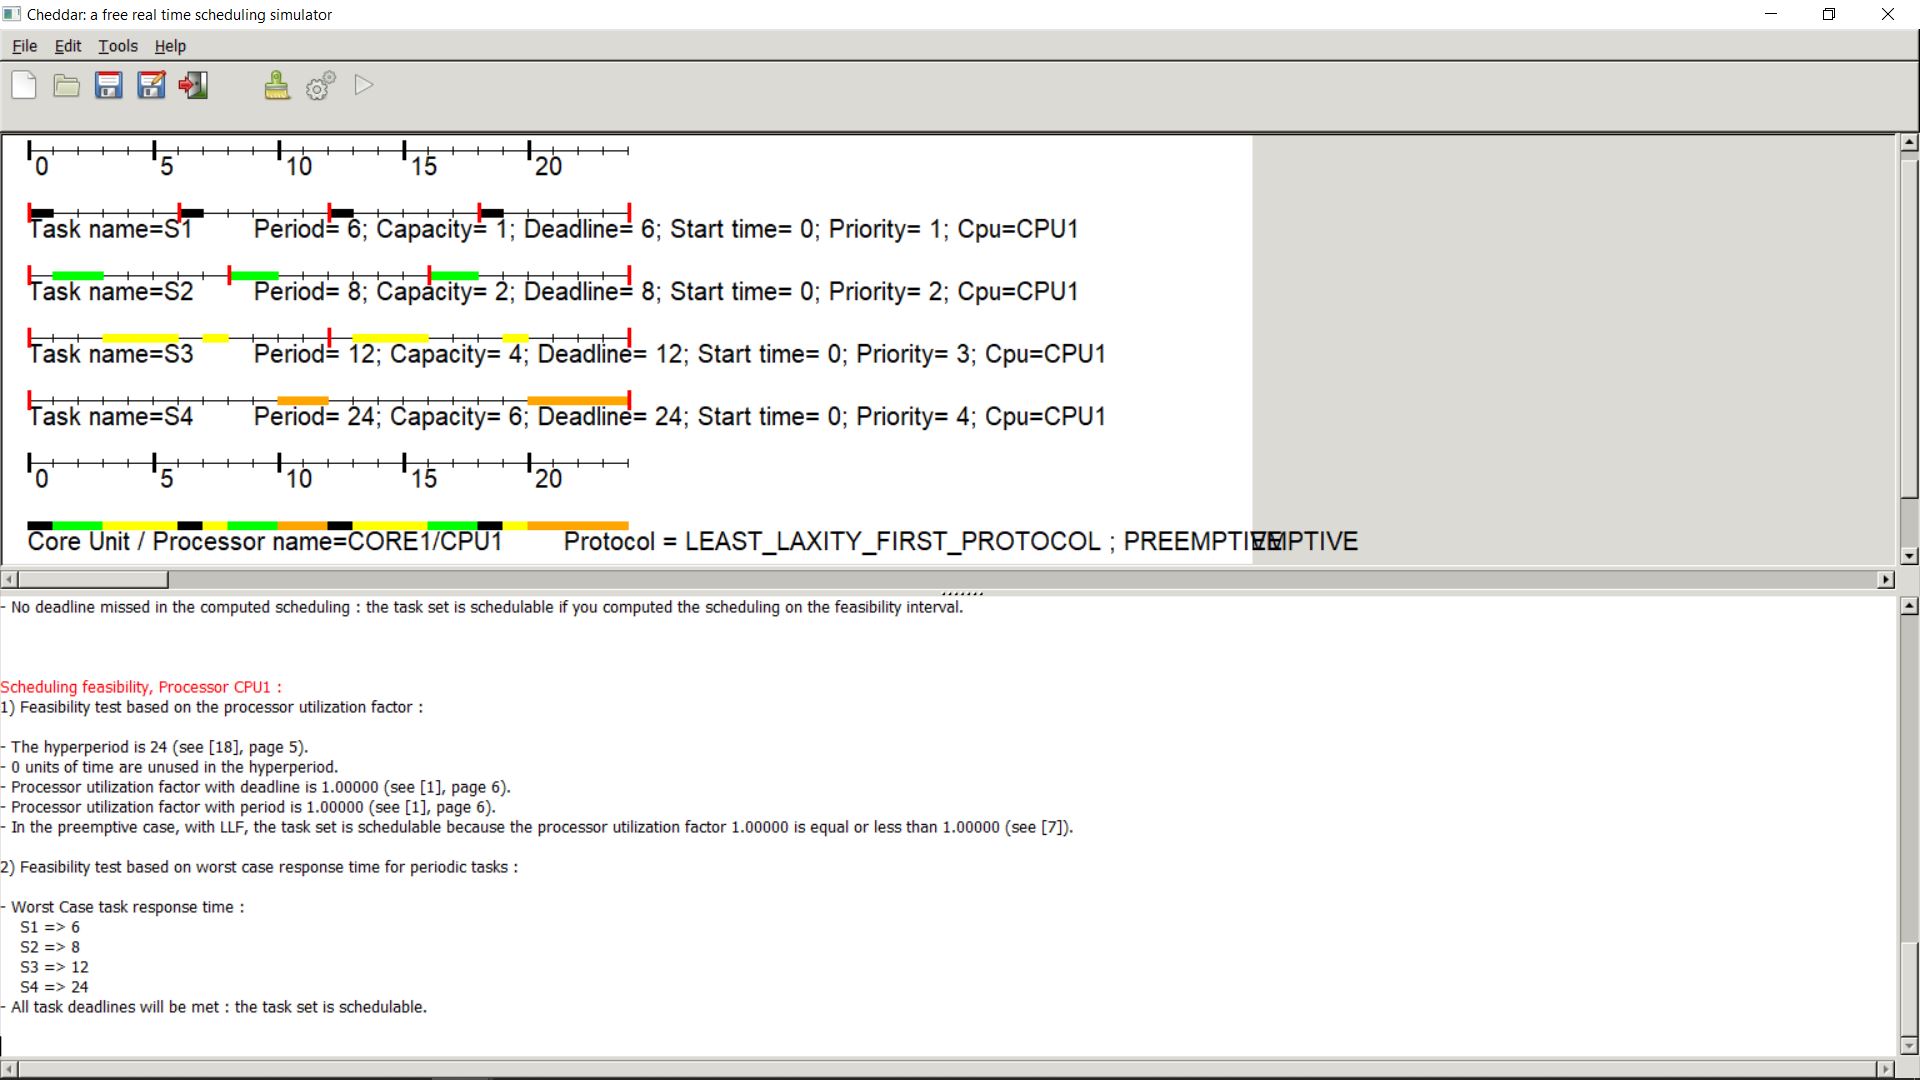 Cheddar: a free real time scheduling simulator
File Edit Tools Help
0 5 10 15 20
Task name=S1 Period= 6; Capacity= 1; Deadline= 6; Start time= 0; Priority= 1; Cpu=CPU1
Task name=S2 Period= 8; Capacity= 2; Deadline= 8; Start time= 0; Priority= 2; Cpu=CPU1
Task name=S3 Period= 12; Capacity= 4; Deadline= 12; Start time= 0; Priority= 3; Cpu=CPU1
Task name=S4 Period= 24; Capacity= 6; Deadline= 24; Start time= 0; Priority= 4; Cpu=CPU1
0 5 10 15 20
Core Unit / Processor name=CORE1/CPU1 Protocol = LEAST_LAXITY_FIRST_PROTOCOL ; PREEMPTIVE
- No deadline missed in the computed scheduling : the task set is schedulable if you computed the scheduling on the feasibility interval.
Scheduling feasibility, Processor CPU1 :
1) Feasibility test based on the processor utilization factor :
- The hyperperiod is 24 (see [18], page 5).
- 0 units of time are unused in the hyperperiod.
- Processor utilization factor with deadline is 1.00000 (see [1], page 6).
- Processor utilization factor with period is 1.00000 (see [1], page 6).
- In the preemptive case, with LLF, the task set is schedulable because the processor utilization factor 1.00000 is equal or less than 1.00000 (see [7]).
2) Feasibility test based on worst case response time for periodic tasks :
- Worst Case task response time :
S1 => 6
S2 => 8
S3 => 12
S4 => 24
- All task deadlines will be met : the task set is schedulable.